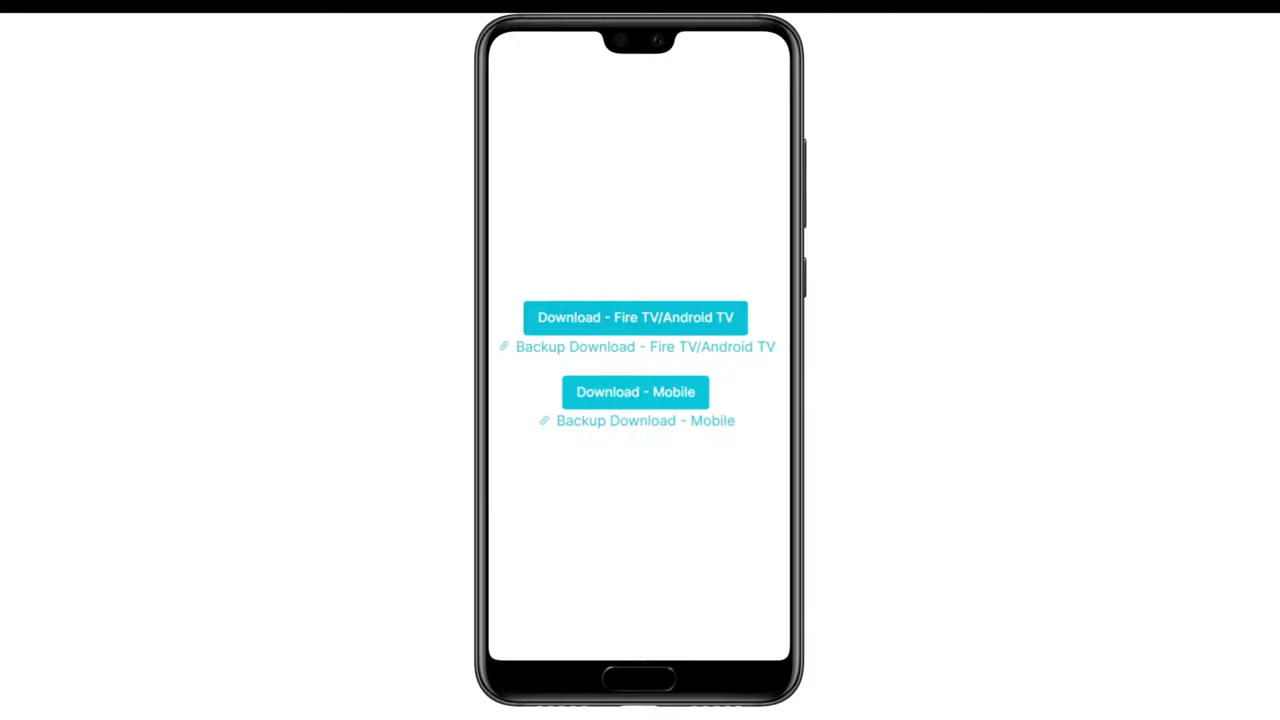 Download - Fire TV/Android TV
Backup Download - Fire TV/Android TV
Download - Mobile
Backup Download - Mobile